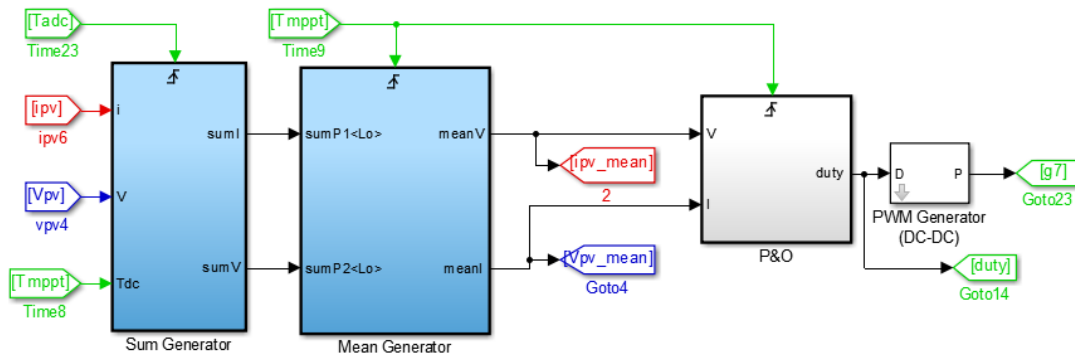 [Tadc]
Time23
[ipv]
ipv6
[Vpv]
vpv4
[Tmppt]
Time8
i
V
Tdc
sumI
sumV
Sum Generator
[Tmppt]
Time9
sumP1<Lo>
sumP2<Lo>
meanV
meanI
Mean Generator
[ipv_mean]
2
[Vpv_mean]
Goto4
V
I
duty
P&O
D
P
PWM Generator
(DC-DC)
[g7]
Goto23
[duty]
Goto14